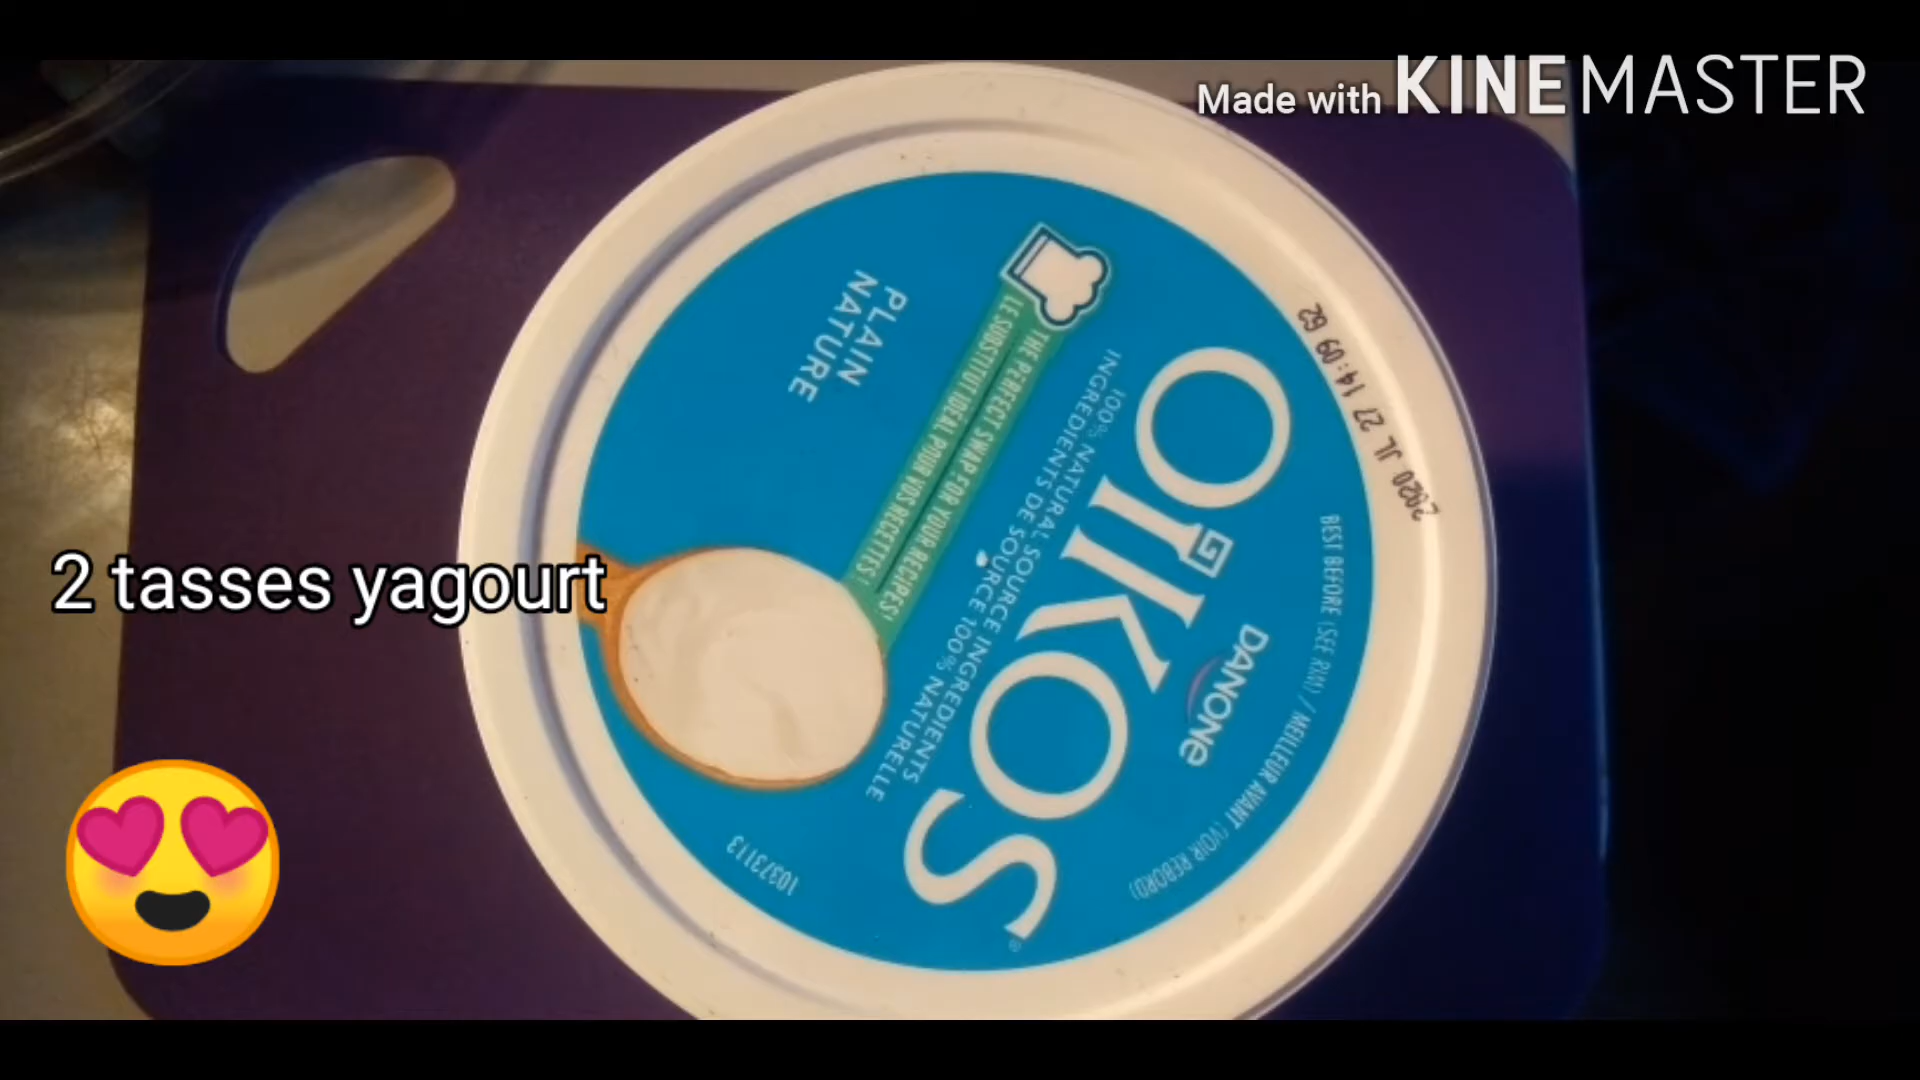 Made with KINEMASTER
2 tasses yagourt
PLAIN
NATURE
THE PERFECT SWAP FOR YOUR RECIPES!
LE SUBSTITUT IDÉAL POUR VOS RECETTES!
100% NATURAL SOURCE INGREDIENTS
INGRÉDIENTS DE SOURCE 100% NATURELLE
OIKOS®
DANONE
2020 JL 27 14:09 62
BEST BEFORE (SEE RIM) / MEILLEUR AVANT (VOIR REBORD)
10373113